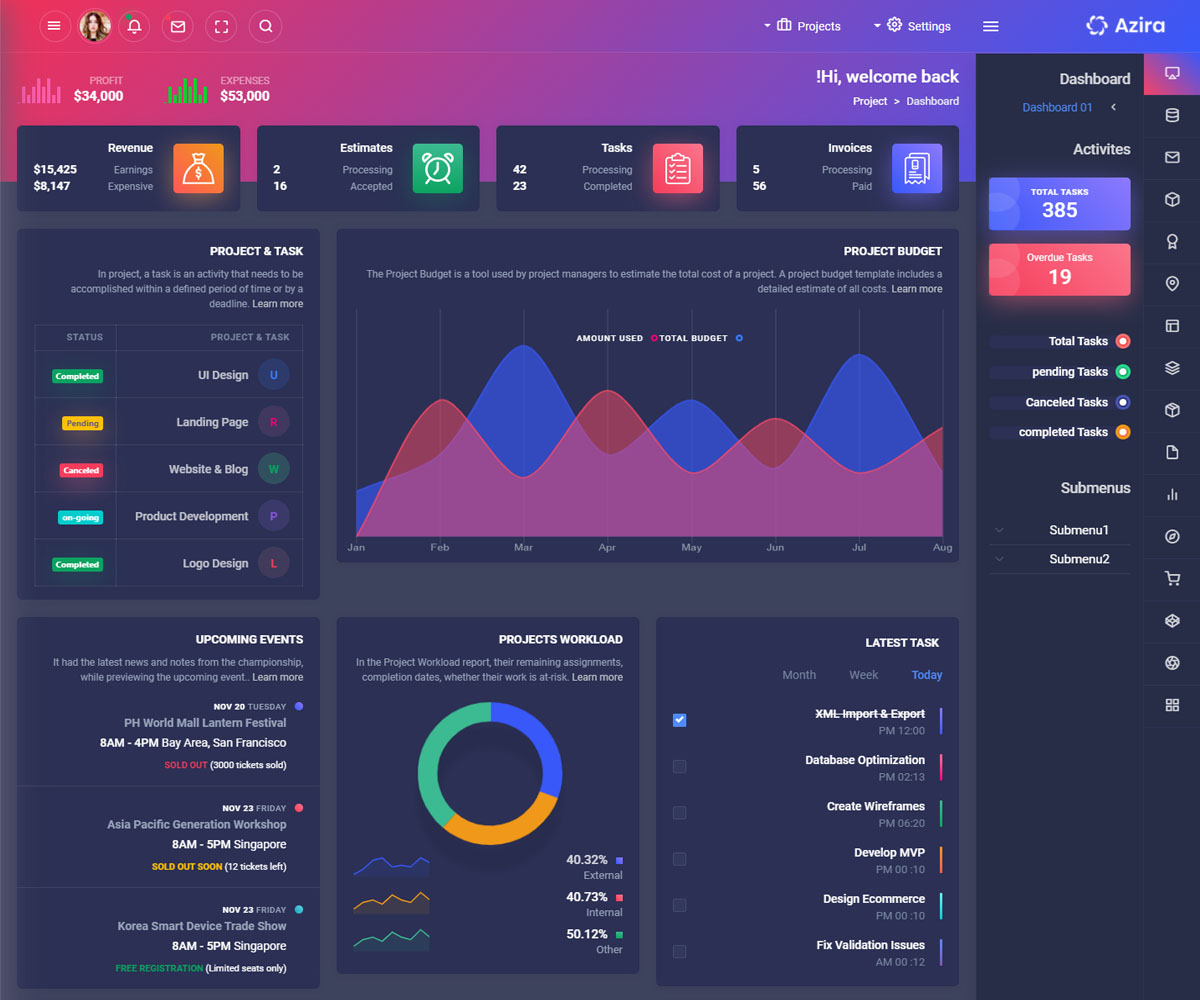 Projects
Settings
Azira
PROFIT
$34,000
EXPENSES
$53,000
!Hi, welcome back
Project > Dashboard
Revenue
$15,425 Earnings
$8,147 Expensive
Estimates
2 Processing
16 Accepted
Tasks
42 Processing
23 Completed
Invoices
5 Processing
56 Paid
PROJECT & TASK
In project, a task is an activity that needs to be
accomplished within a defined period of time or by a
deadline. Learn more
STATUS PROJECT & TASK
Completed UI Design U
Pending Landing Page R
Canceled Website & Blog W
on-going Product Development P
Completed Logo Design L
PROJECT BUDGET
The Project Budget is a tool used by project managers to estimate the total cost of a project. A project budget template includes a
detailed estimate of all costs. Learn more
AMOUNT USED TOTAL BUDGET
Jan Feb Mar Apr May Jun Jul Aug
UPCOMING EVENTS
It had the latest news and notes from the championship,
while previewing the upcoming event.. Learn more
NOV 20 TUESDAY
PH World Mall Lantern Festival
8AM - 4PM Bay Area, San Francisco
SOLD OUT (3000 tickets sold)
NOV 23 FRIDAY
Asia Pacific Generation Workshop
8AM - 5PM Singapore
SOLD OUT SOON (12 tickets left)
NOV 23 FRIDAY
Korea Smart Device Trade Show
8AM - 5PM Singapore
FREE REGISTRATION (Limited seats only)
PROJECTS WORKLOAD
In the Project Workload report, their remaining assignments,
completion dates, whether their work is at-risk. Learn more
40.32%
External
40.73%
Internal
50.12%
Other
LATEST TASK
Month Week Today
XML Import & Export
PM 12:00
Database Optimization
PM 02:13
Create Wireframes
PM 06:20
Develop MVP
PM 00 :10
Design Ecommerce
PM 00 :10
Fix Validation Issues
AM 00 :12
Dashboard
Dashboard 01
Activites
TOTAL TASKS
385
Overdue Tasks
19
Total Tasks
pending Tasks
Canceled Tasks
completed Tasks
Submenus
Submenu1
Submenu2